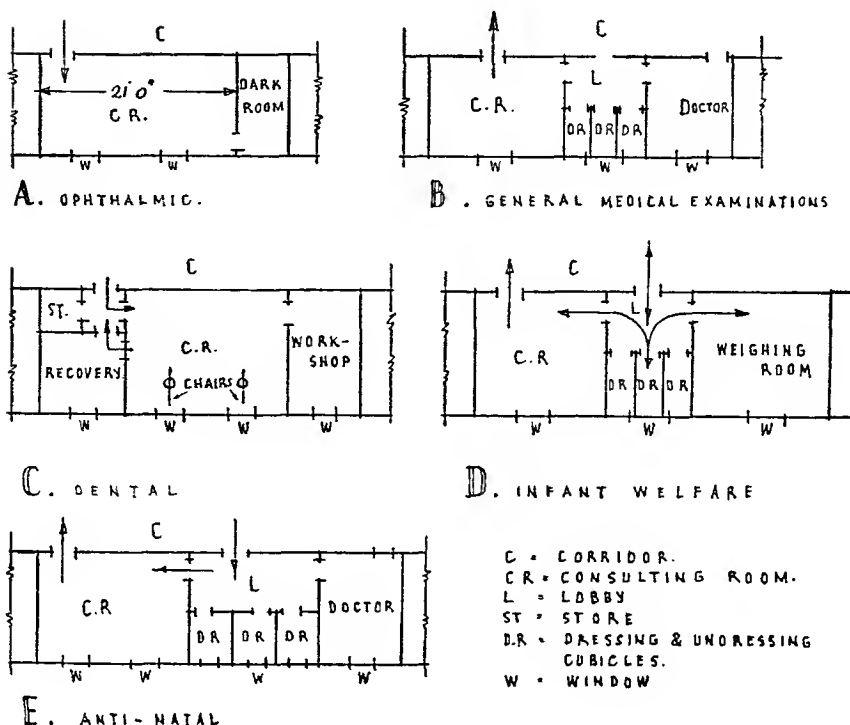 C
21' 0"
C.R.
DARK
ROOM
W W
A. OPHTHALMIC.
C
L
C.R.
DR DR DR
DOCTOR
W W W
B. GENERAL MEDICAL EXAMINATIONS
C
ST.
C.R.
WORK-
SHOP
RECOVERY
CHAIRS
W W W W
C. DENTAL
C
L
C.R
WEIGHING
ROOM
DR DR DR
W W W
D. INFANT WELFARE
C
L
C.R
DOCTOR
DR DR DR
W W W W
E. ANTI-NATAL
C = CORRIDOR.
CR = CONSULTING ROOM.
L = LOBBY
ST = STORE
D.R = DRESSING & UNDRESSING
CUBICLES.
W = WINDOW